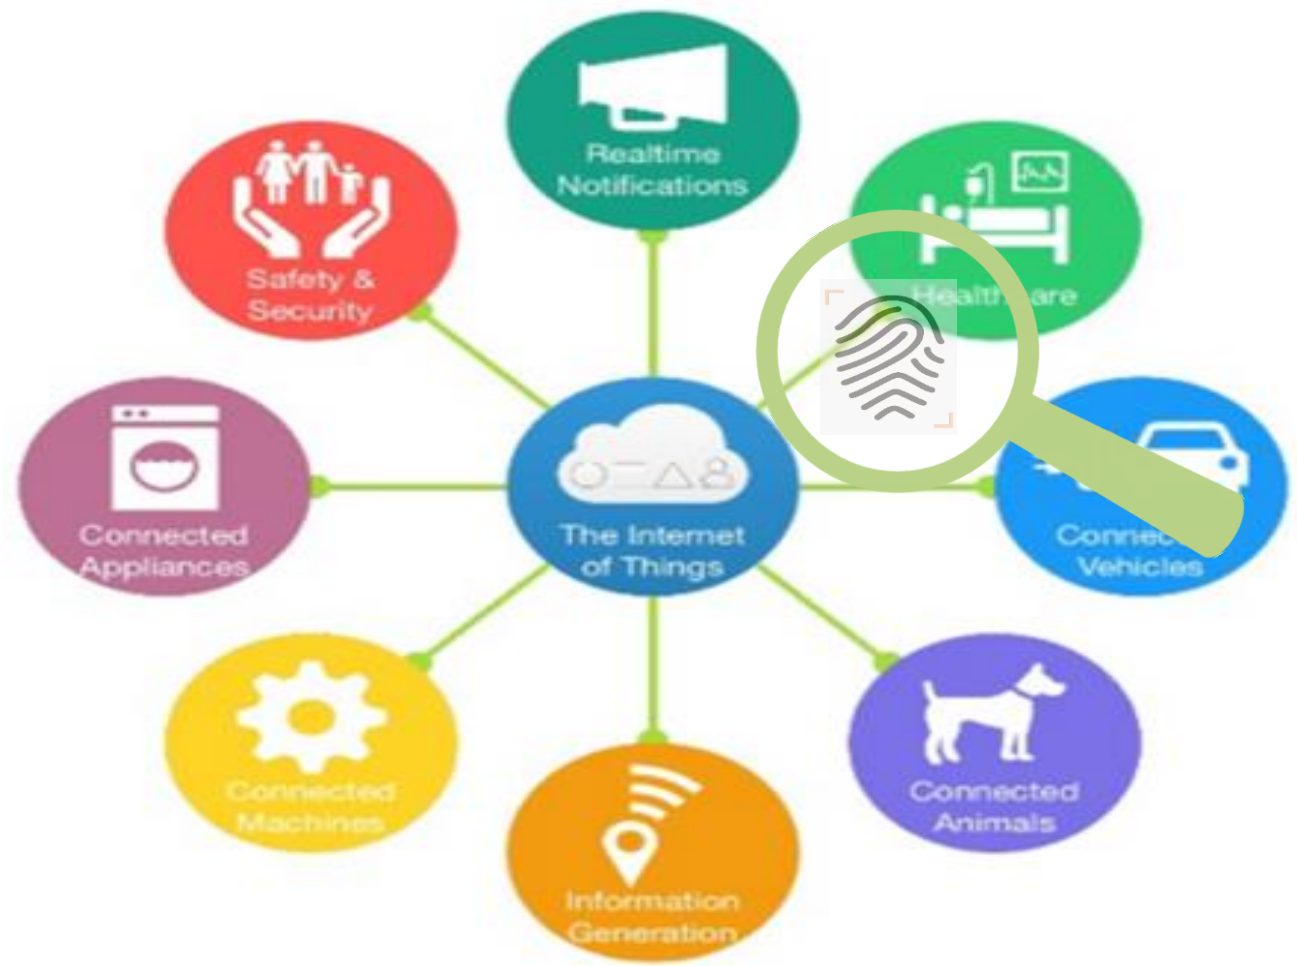 Realtime
Notifications
Safety &
Security
Connected
Appliances
The Internet
of Things
Vehicles
Connected
Machines
Connected
Animals
Information
Generation